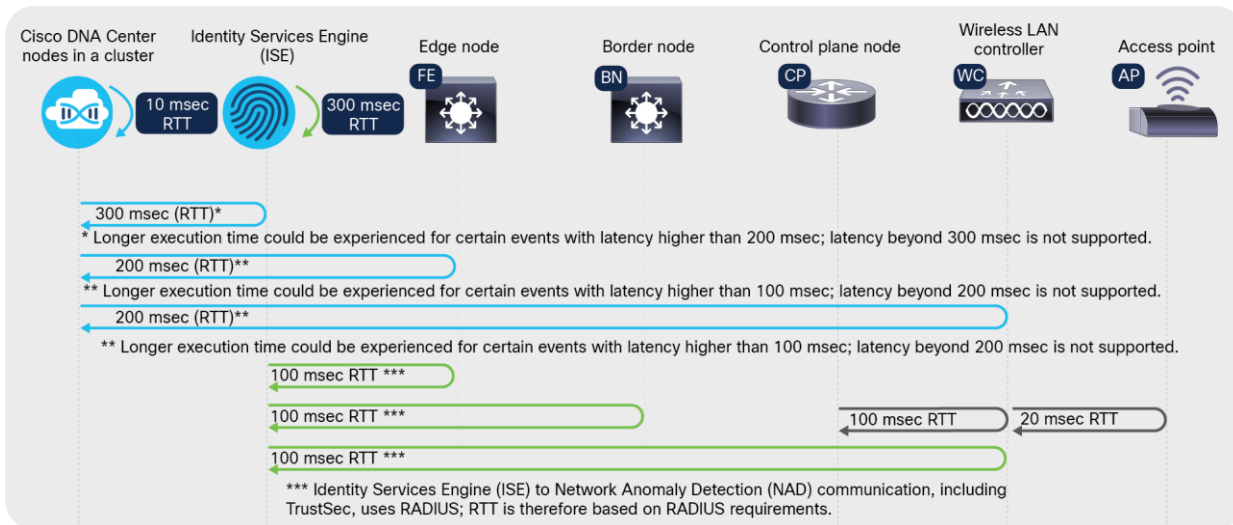 Cisco DNA Center
nodes in a cluster
Identity Services Engine
(ISE)
Edge node
Border node
Control plane node
Wireless LAN
controller
Access point
10 msec
RTT
300 msec
RTT
FE
BN
CP
WC
AP
300 msec (RTT)*
* Longer execution time could be experienced for certain events with latency higher than 200 msec; latency beyond 300 msec is not supported.
200 msec (RTT)**
** Longer execution time could be experienced for certain events with latency higher than 100 msec; latency beyond 200 msec is not supported.
200 msec (RTT)**
** Longer execution time could be experienced for certain events with latency higher than 100 msec; latency beyond 200 msec is not supported.
100 msec RTT ***
100 msec RTT ***
100 msec RTT
20 msec RTT
100 msec RTT ***
*** Identity Services Engine (ISE) to Network Anomaly Detection (NAD) communication, including
TrustSec, uses RADIUS; RTT is therefore based on RADIUS requirements.